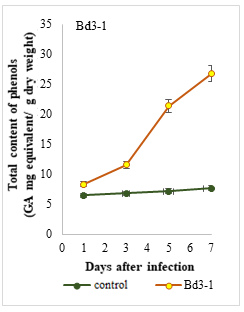 Bd3-1
Total content of phenols
(GA mg equivalent/ g dry weight)
35
30
25
20
15
10
5
0
0 1 2 3 4 5 6 7
Days after infection
control Bd3-1